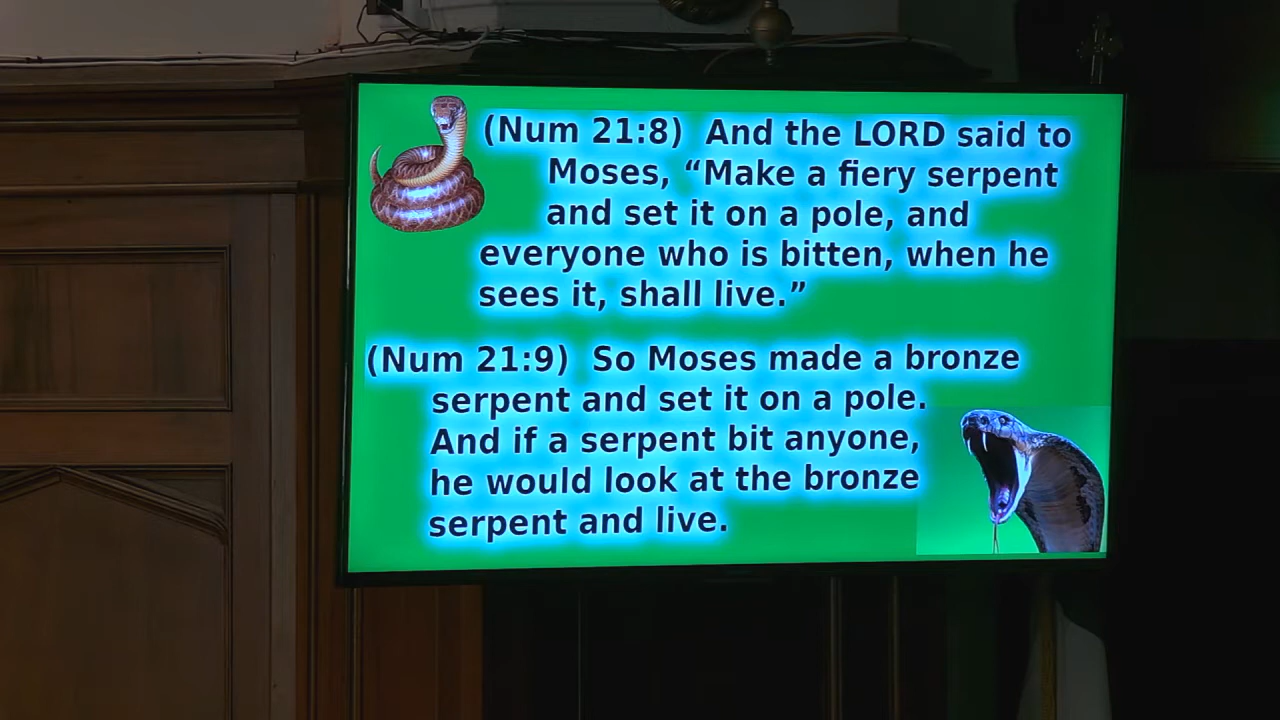 (Num 21:8) And the LORD said to
Moses, “Make a fiery serpent
and set it on a pole, and
everyone who is bitten, when he
sees it, shall live.”
(Num 21:9) So Moses made a bronze
serpent and set it on a pole.
And if a serpent bit anyone,
he would look at the bronze
serpent and live.